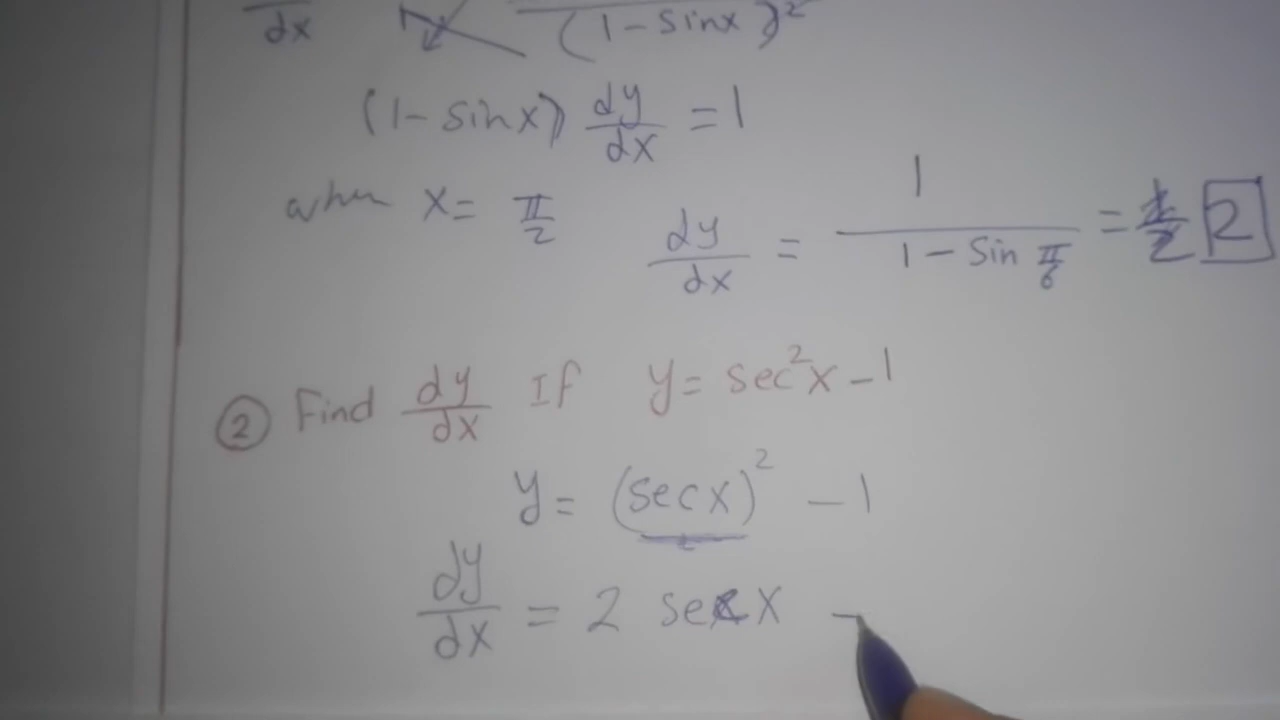 dx (1 - sinx)²
(1 - sinx) dy/dx = 1
when x = π/2 dy/dx = 1/(1 - sin π/6) = 2
② Find dy/dx If y = sec²x - 1
y = (secx)² - 1
dy/dx = 2 secx -